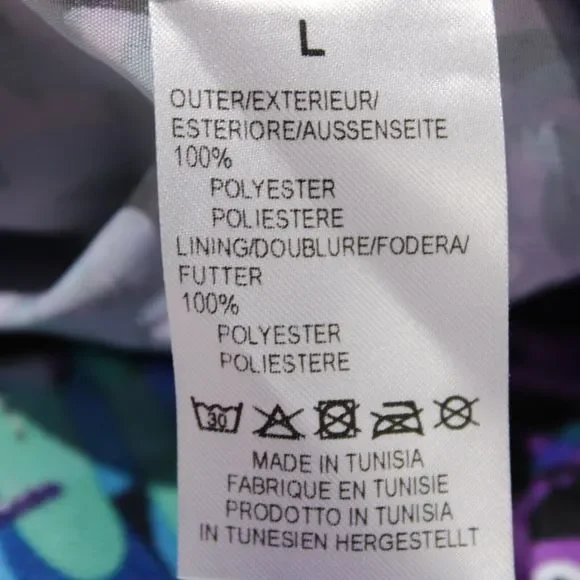 L
OUTER/EXTERIEUR/
ESTERIORE/AUSSENSEITE
100%
POLYESTER
POLIESTERE
LINING/DOUBLURE/FODERA/
FUTTER
100%
POLYESTER
POLIESTERE
30
MADE IN TUNISIA
FABRIQUE EN TUNISIE
PRODOTTO IN TUNISIA
IN TUNESIEN HERGESTELLT